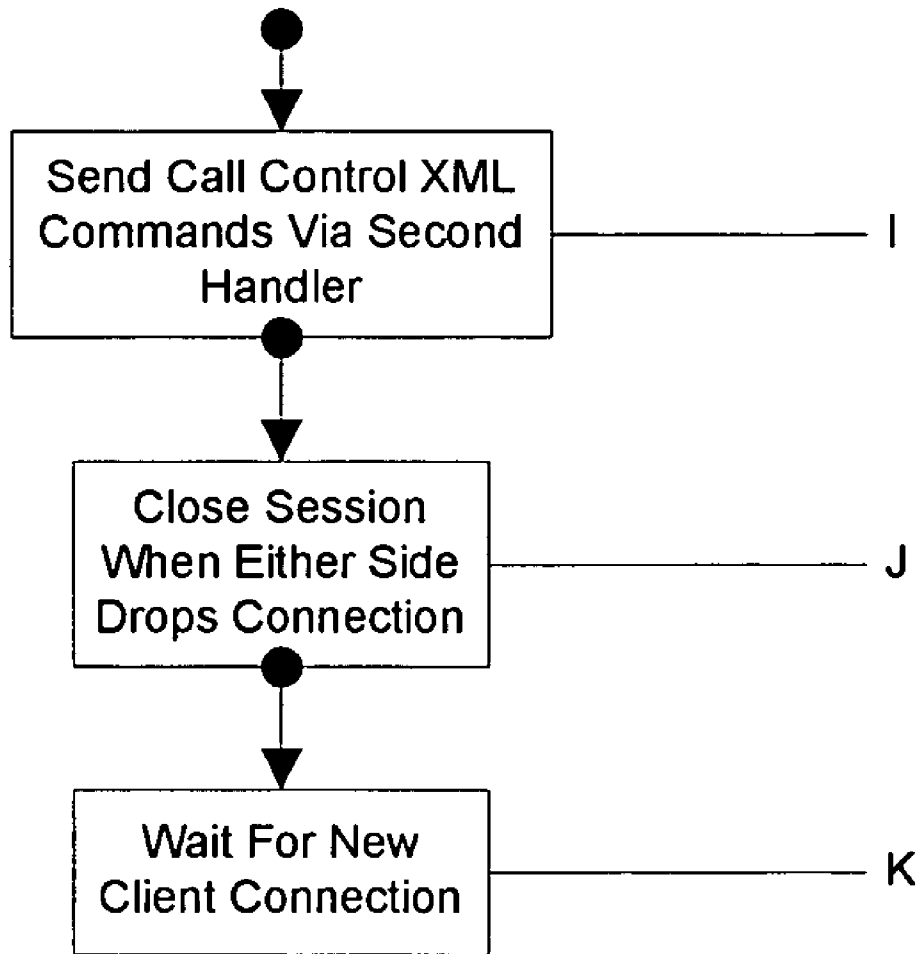 Send Call Control XML
Commands Via Second
Handler
I
Close Session
When Either Side
Drops Connection
J
Wait For New
Client Connection
K